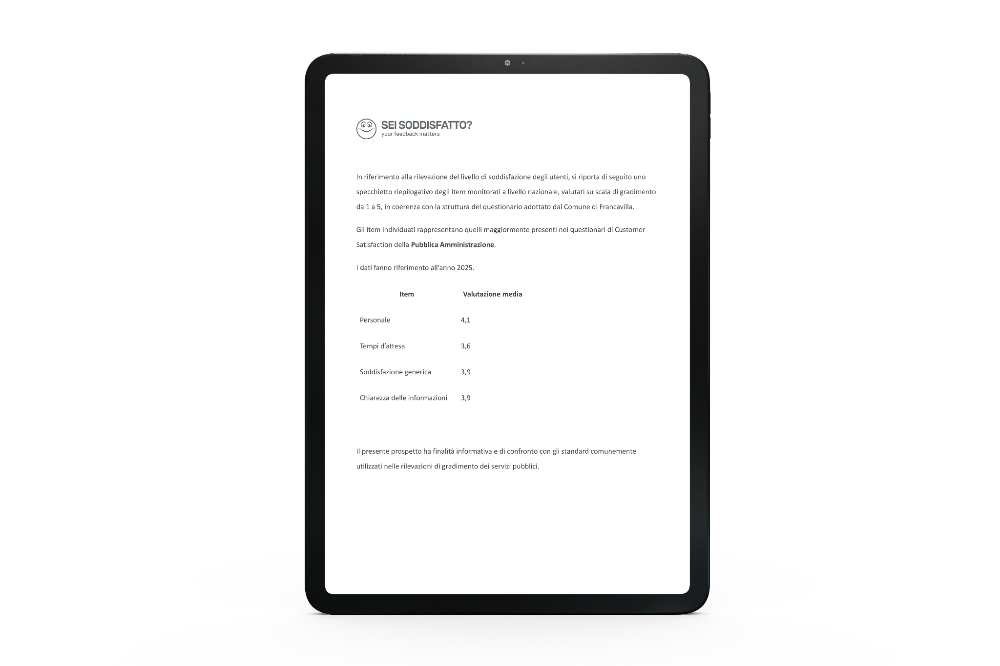 SEI SODDISFATTO?
your feedback matters
In riferimento alla rilevazione del livello di soddisfazione degli utenti, si riporta di seguito uno
specchietto riepilogativo degli item monitorati a livello nazionale, valutati su scala di gradimento
da 1 a 5, in coerenza con la struttura del questionario adottato dal Comune di Francavilla.
Gli item individuati rappresentano quelli maggiormente presenti nei questionari di Customer
Satisfaction della Pubblica Amministrazione.
I dati fanno riferimento all’anno 2025.
Item Valutazione media
Personale 4,1
Tempi d’attesa 3,6
Soddisfazione generica 3,9
Chiarezza delle informazioni 3,9
Il presente prospetto ha finalità informativa e di confronto con gli standard comunemente
utilizzati nelle rilevazioni di gradimento dei servizi pubblici.